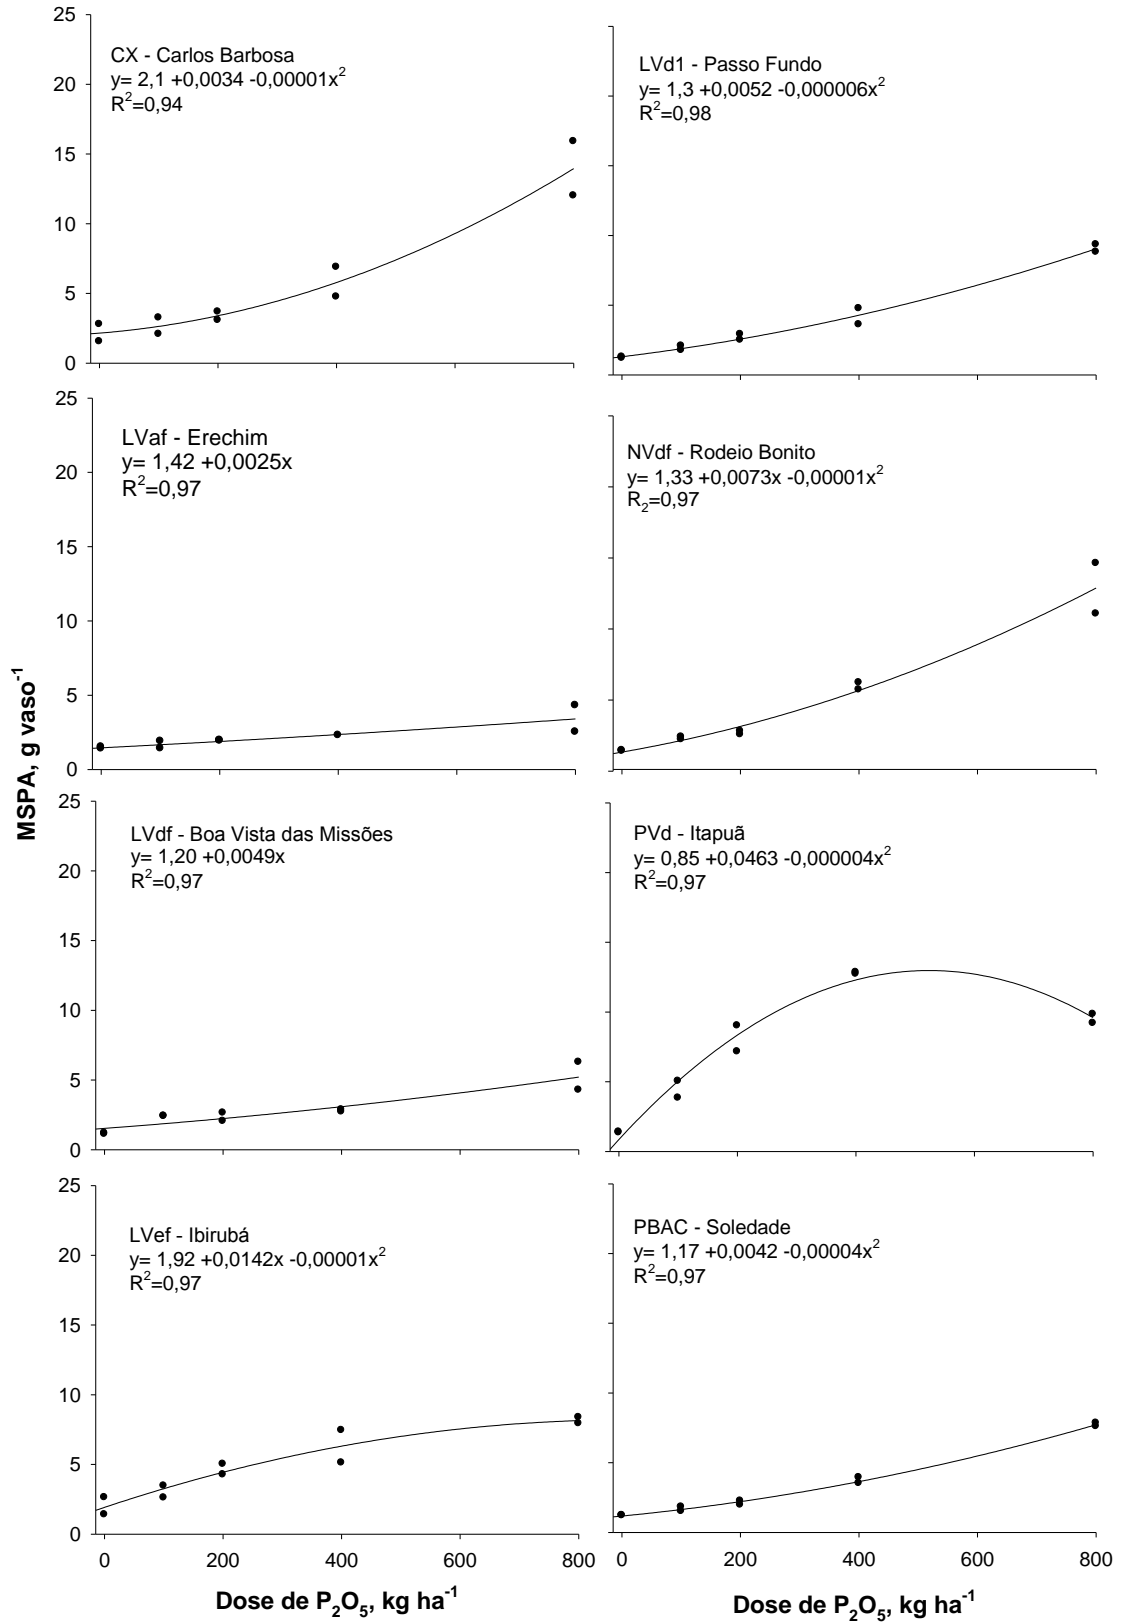 25
20
15
10
5
0
CX - Carlos Barbosa
y= 2,1 +0,0034 -0,00001x²
R²=0,94
LVd1 - Passo Fundo
y= 1,3 +0,0052 -0,000006x²
R²=0,98
25
20
15
10
5
0
LVaf - Erechim
y= 1,42 +0,0025x
R²=0,97
NVdf - Rodeio Bonito
y= 1,33 +0,0073x -0,00001x²
R₂=0,97
MSPA, g vaso⁻¹
25
20
15
10
5
0
LVdf - Boa Vista das Missões
y= 1,20 +0,0049x
R²=0,97
PVd - Itapuã
y= 0,85 +0,0463 -0,000004x²
R²=0,97
25
20
15
10
5
0
LVef - Ibirubá
y= 1,92 +0,0142x -0,00001x²
R²=0,97
PBAC - Soledade
y= 1,17 +0,0042 -0,00004x²
R²=0,97
0 200 400 600 800
Dose de P₂O₅, kg ha⁻¹
0 200 400 600 800
Dose de P₂O₅, kg ha⁻¹